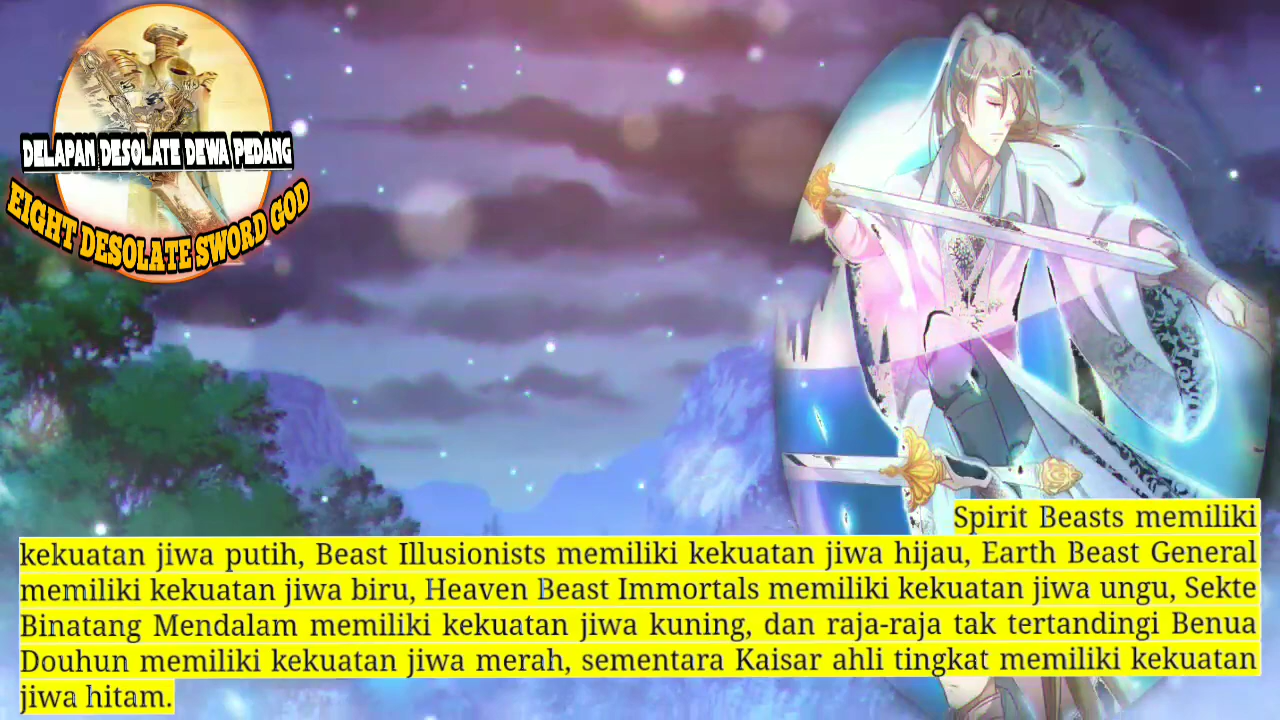 DELAPAN DESOLATE DEWA PEDANG
EIGHT DESOLATE SWORD GOD
Spirit Beasts memiliki
kekuatan jiwa putih, Beast Illusionists memiliki kekuatan jiwa hijau, Earth Beast General
memiliki kekuatan jiwa biru, Heaven Beast Immortals memiliki kekuatan jiwa ungu, Sekte
Binatang Mendalam memiliki kekuatan jiwa kuning, dan raja-raja tak tertandingi Benua
Douhun memiliki kekuatan jiwa merah, sementara Kaisar ahli tingkat memiliki kekuatan
jiwa hitam.